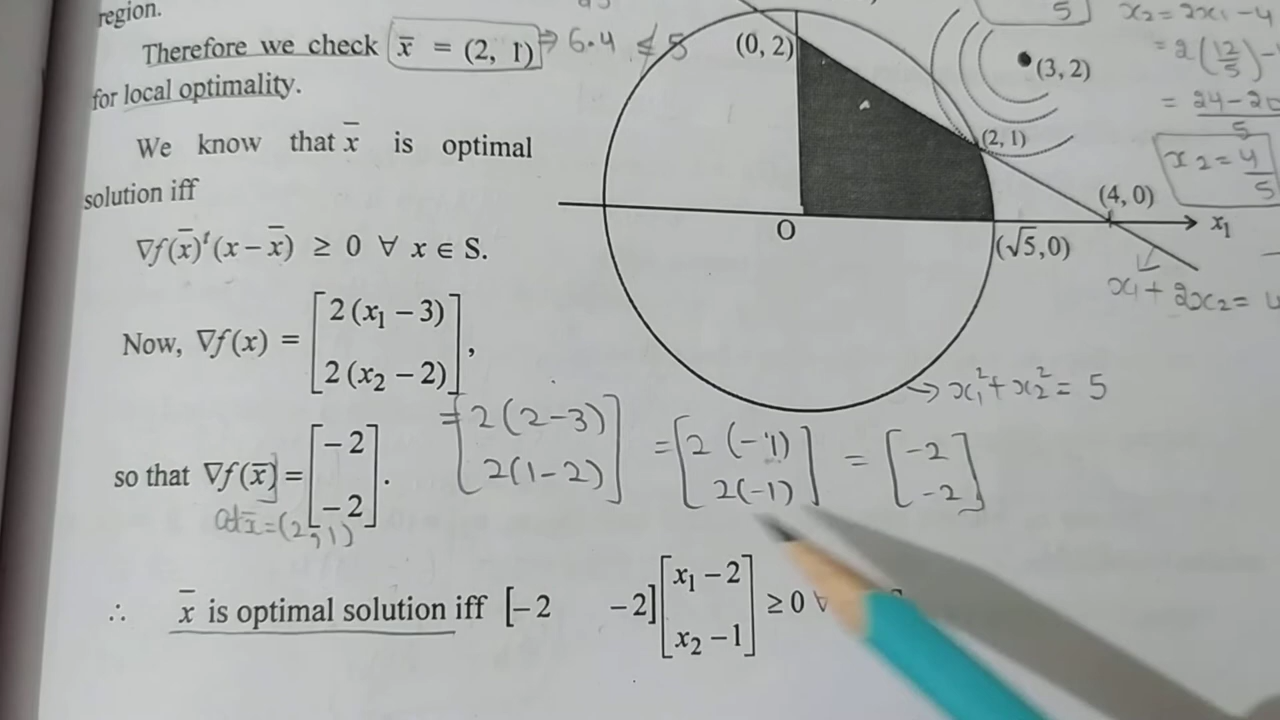 region.
Therefore we check x̄ = (2, 1) ⇒ 6.4 ≰ 5
for local optimality.
We know that x̄ is optimal
solution iff
∇f(x̄)ᵗ(x – x̄) ≥ 0 ∀ x ∈ S.
Now, ∇f(x) = [2(x₁ – 3)
2(x₂ – 2)],
= [2(2-3)
2(1-2)] = [2(-1)
2(-1)] = [-2
-2]
so that ∇f(x̄) = [–2
–2].
at x̄=(2,1)
∴ x̄ is optimal solution iff [–2 –2] [x₁ – 2
x₂ – 1] ≥ 0 ∀
(0, 2)
(3, 2)
(2, 1)
(4, 0)
O
(√5, 0)
x₁
x₁ + 2x₂ = 4
→ x₁² + x₂² = 5
5
x₂ = 2x₁ - 4
= 2(12/5) -
= 24-20
5
x₂ = 4/5